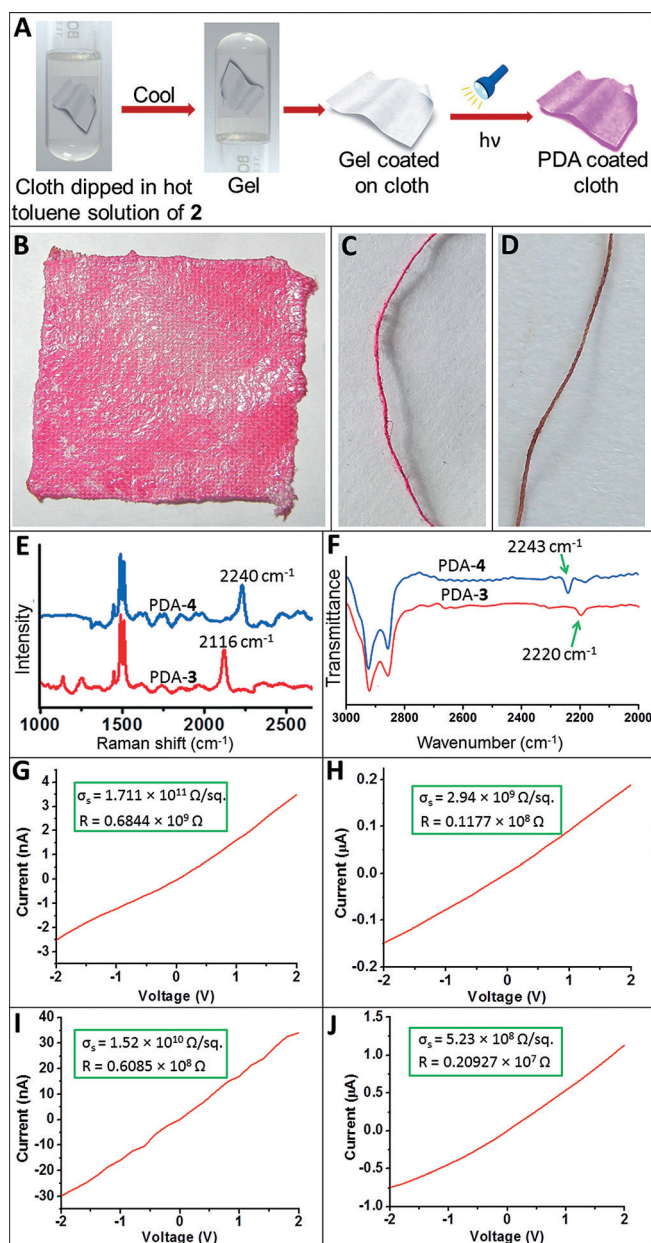 A
Cool
hν
Cloth dipped in hot
toluene solution of 2
Gel
Gel coated
on cloth
PDA coated
cloth
B
C
D
E
2240 cm⁻¹
PDA-4
2116 cm⁻¹
PDA-3
Intensity
1000 1500 2000 2500
Raman shift (cm⁻¹)
F
2243 cm⁻¹
PDA-4
PDA-3
2220 cm⁻¹
Transmittance
3000 2800 2600 2400 2200 2000
Wavenumber (cm⁻¹)
G
σₛ = 1.711 × 10¹¹ Ω/sq.
R = 0.6844 × 10⁹ Ω
Current (nA)
4
3
2
1
0
-1
-2
-3
-2 -1 0 1 2
Voltage (V)
H
σₛ = 2.94 × 10⁹ Ω/sq.
R = 0.1177 × 10⁸ Ω
Current (μA)
0.2
0.1
0.0
-0.1
-0.2
-2 -1 0 1 2
Voltage (V)
I
σₛ = 1.52 × 10¹⁰ Ω/sq.
R = 0.6085 × 10⁸ Ω
Current (nA)
40
30
20
10
0
-10
-20
-30
-2 -1 0 1 2
Voltage (V)
J
σₛ = 5.23 × 10⁸ Ω/sq.
R = 0.20927 × 10⁷ Ω
Current (μA)
1.5
1.0
0.5
0.0
-0.5
-1.0
-2 -1 0 1 2
Voltage (V)